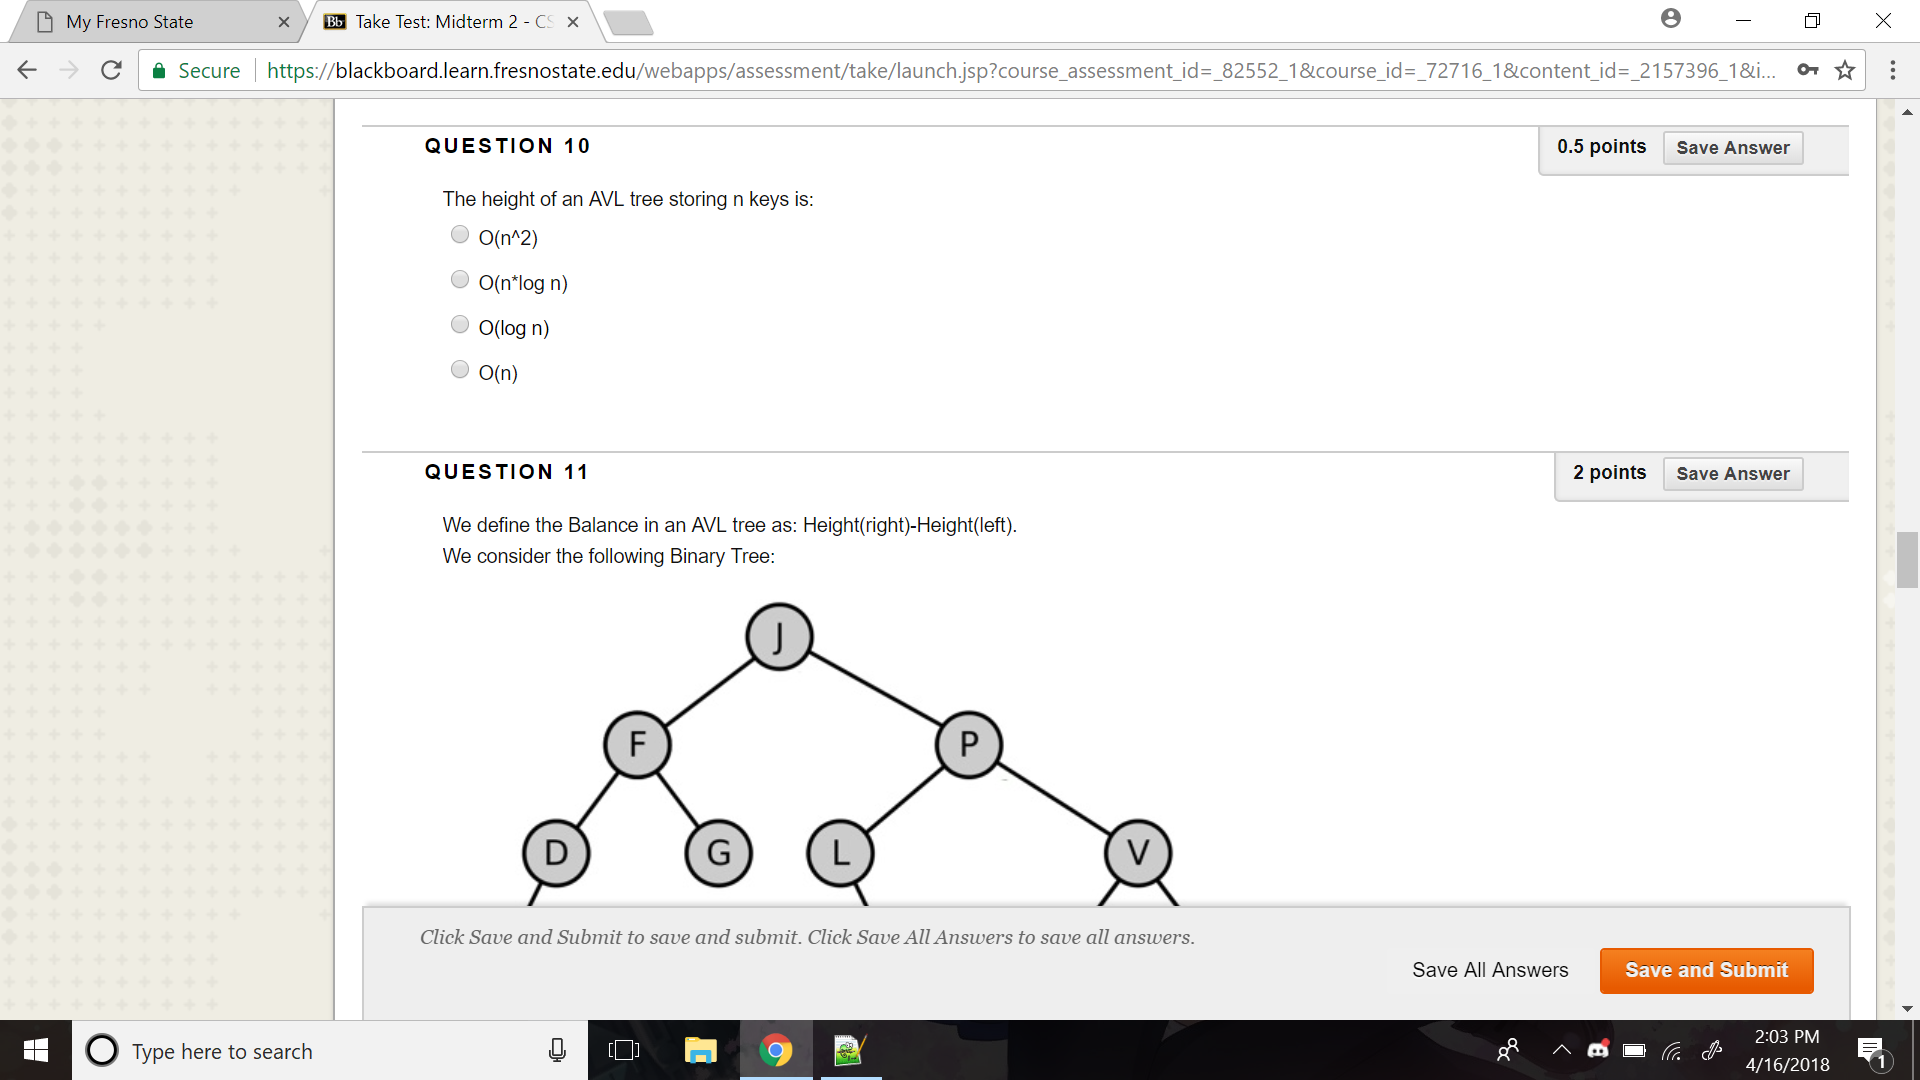 My Fresno State
Bb Take Test: Midterm 2 - CS
Secure https://blackboard.learn.fresnostate.edu/webapps/assessment/take/launch.jsp?course_assessment_id=_82552_1&course_id=_72716_1&content_id=_2157396_1&i...
QUESTION 10
0.5 points Save Answer
The height of an AVL tree storing n keys is:
O(n^2)
O(n*log n)
O(log n)
O(n)
QUESTION 11
2 points Save Answer
We define the Balance in an AVL tree as: Height(right)-Height(left).
We consider the following Binary Tree:
J
F P
D G L V
Click Save and Submit to save and submit. Click Save All Answers to save all answers.
Save All Answers Save and Submit
Type here to search
2:03 PM
4/16/2018
1